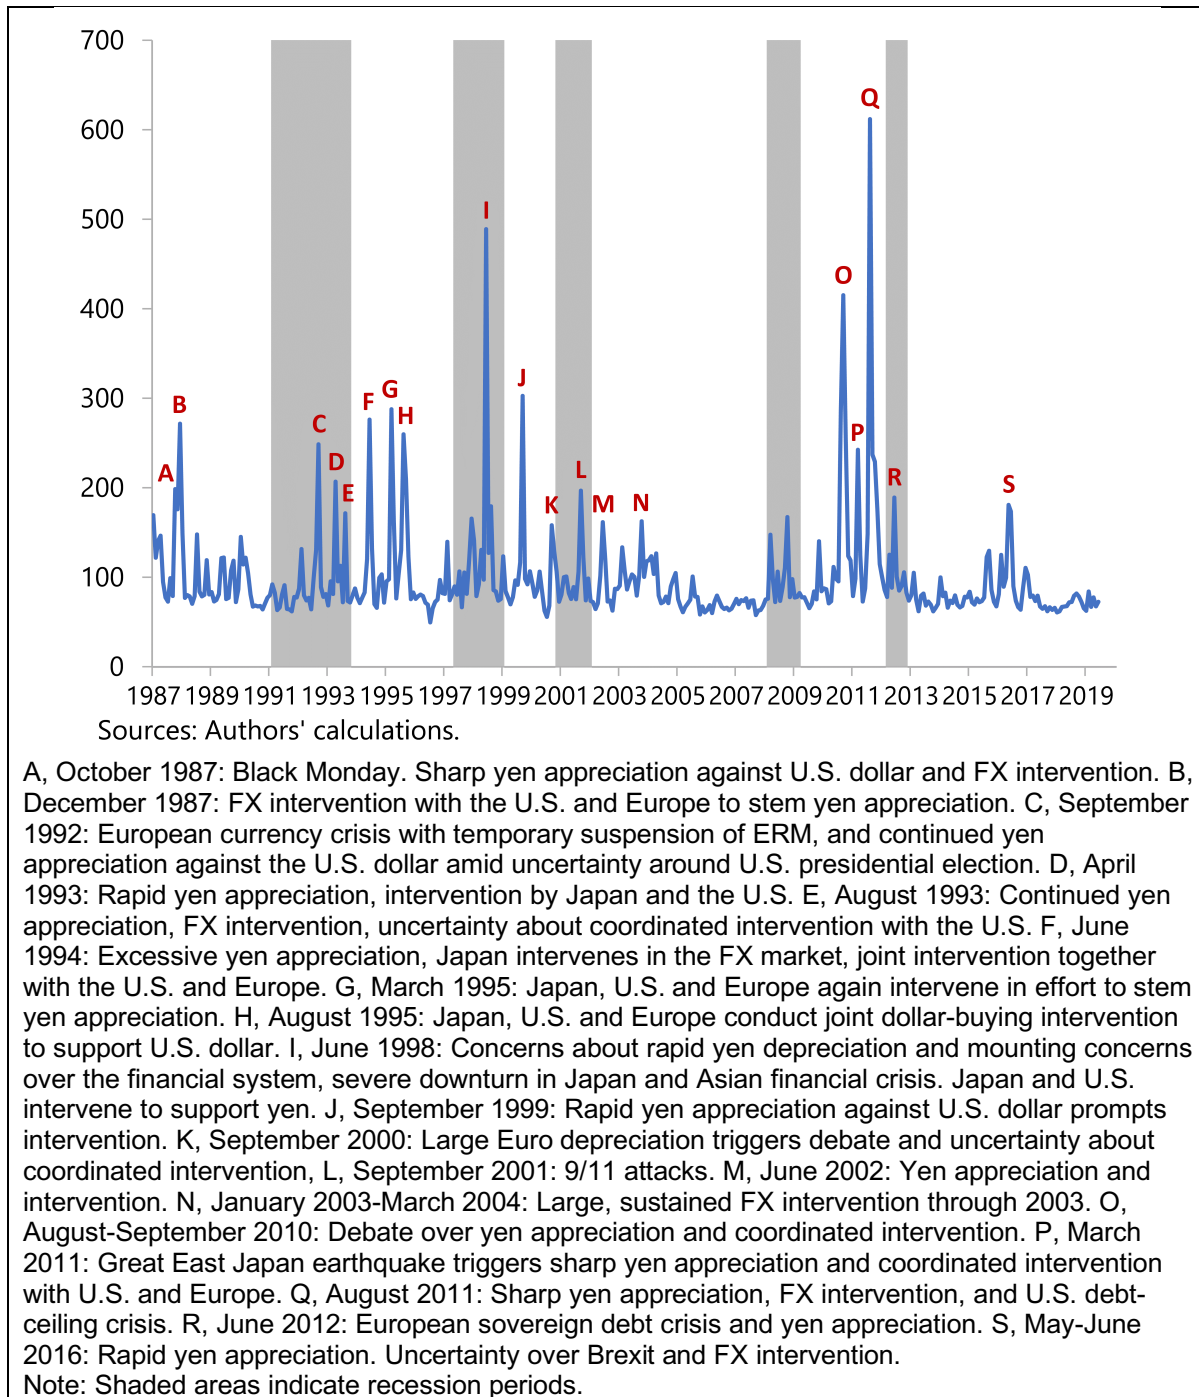 700
600
500
400
300
200
100
0
Q
I
O
J
G
F
B
H
C
P
D
A
L
R
S
E
K
M
N
1987 1989 1991 1993 1995 1997 1999 2001 2003 2005 2007 2009 2011 2013 2015 2017 2019
Sources: Authors' calculations.
A, October 1987: Black Monday. Sharp yen appreciation against U.S. dollar and FX intervention. B,
December 1987: FX intervention with the U.S. and Europe to stem yen appreciation. C, September
1992: European currency crisis with temporary suspension of ERM, and continued yen
appreciation against the U.S. dollar amid uncertainty around U.S. presidential election. D, April
1993: Rapid yen appreciation, intervention by Japan and the U.S. E, August 1993: Continued yen
appreciation, FX intervention, uncertainty about coordinated intervention with the U.S. F, June
1994: Excessive yen appreciation, Japan intervenes in the FX market, joint intervention together
with the U.S. and Europe. G, March 1995: Japan, U.S. and Europe again intervene in effort to stem
yen appreciation. H, August 1995: Japan, U.S. and Europe conduct joint dollar-buying intervention
to support U.S. dollar. I, June 1998: Concerns about rapid yen depreciation and mounting concerns
over the financial system, severe downturn in Japan and Asian financial crisis. Japan and U.S.
intervene to support yen. J, September 1999: Rapid yen appreciation against U.S. dollar prompts
intervention. K, September 2000: Large Euro depreciation triggers debate and uncertainty about
coordinated intervention, L, September 2001: 9/11 attacks. M, June 2002: Yen appreciation and
intervention. N, January 2003-March 2004: Large, sustained FX intervention through 2003. O,
August-September 2010: Debate over yen appreciation and coordinated intervention. P, March
2011: Great East Japan earthquake triggers sharp yen appreciation and coordinated intervention
with U.S. and Europe. Q, August 2011: Sharp yen appreciation, FX intervention, and U.S. debt-
ceiling crisis. R, June 2012: European sovereign debt crisis and yen appreciation. S, May-June
2016: Rapid yen appreciation. Uncertainty over Brexit and FX intervention.
Note: Shaded areas indicate recession periods.